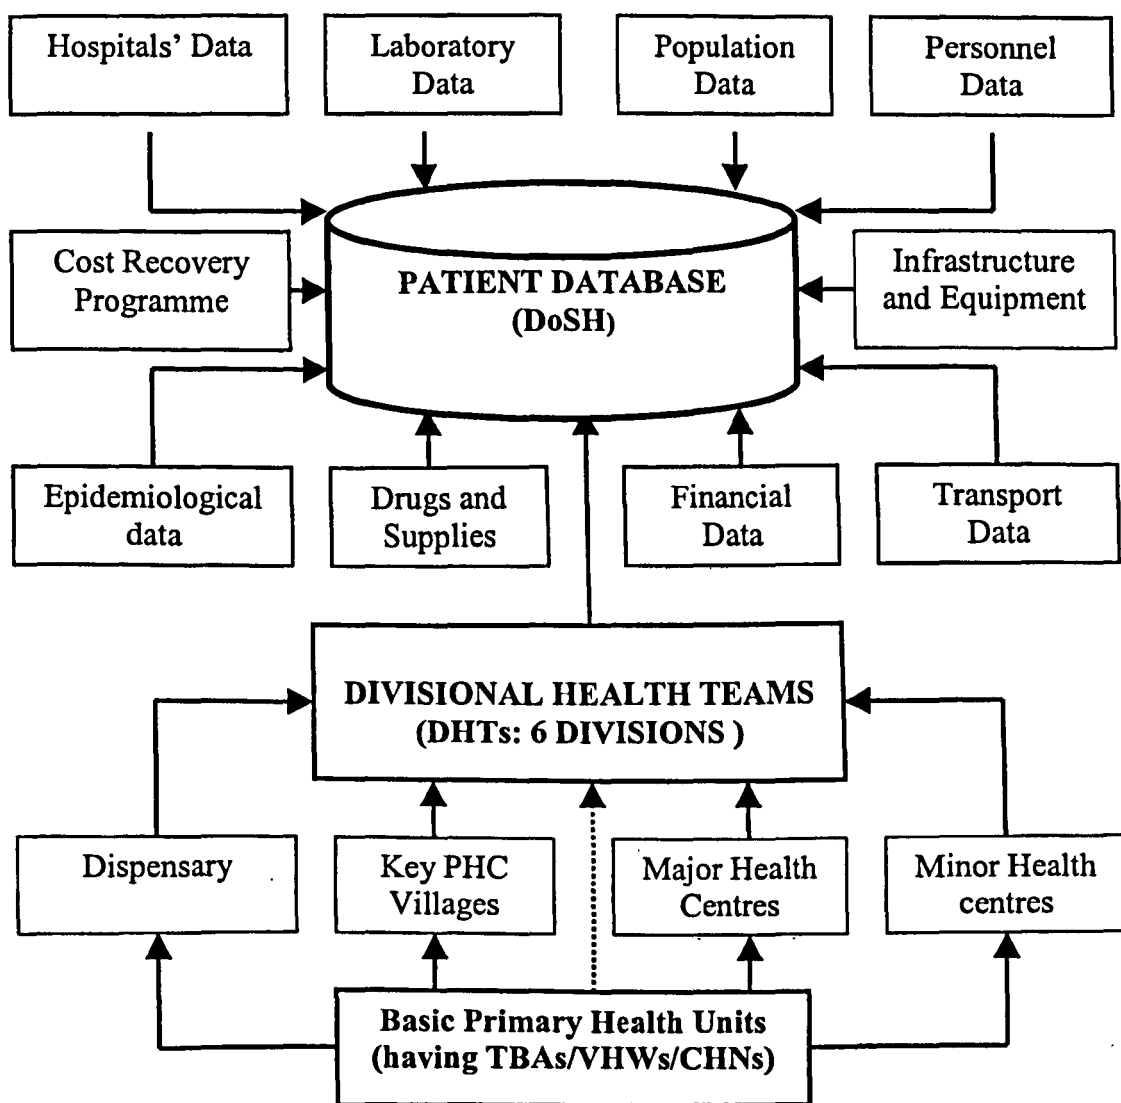 Hospitals' Data
Laboratory
Data
Population
Data
Personnel
Data
Cost Recovery
Programme
PATIENT DATABASE
(DoSH)
Infrastructure
and Equipment
Epidemiological
data
Drugs and
Supplies
Financial
Data
Transport
Data
DIVISIONAL HEALTH TEAMS
(DHTs: 6 DIVISIONS )
Dispensary
Key PHC
Villages
Major Health
Centres
Minor Health
centres
Basic Primary Health Units
(having TBAs/VHWs/CHNs)